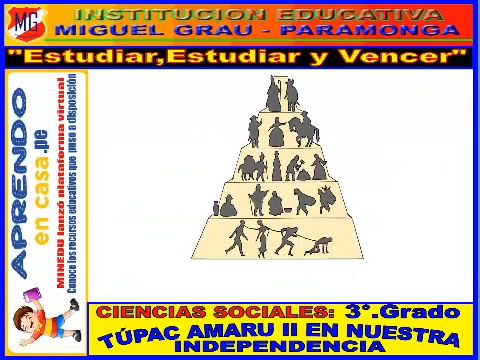 INSTITUCION EDUCATIVA
MIGUEL GRAU - PARAMONGA
"Estudiar,Estudiar y Vencer"
MG
APRENDO
en casa.pe
MINEDU lanzó plataforma virtual
Conoce los recursos educativos que puso a disposición
CIENCIAS SOCIALES: 3°.Grado
TÚPAC AMARU II EN NUESTRA
INDEPENDENCIA